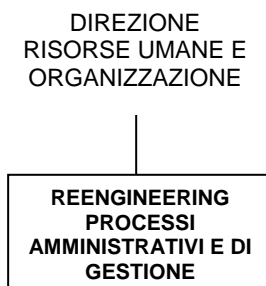 DIREZIONE
RISORSE UMANE E
ORGANIZZAZIONE
REENGINEERING
PROCESSI
AMMINISTRATIVI E DI
GESTIONE